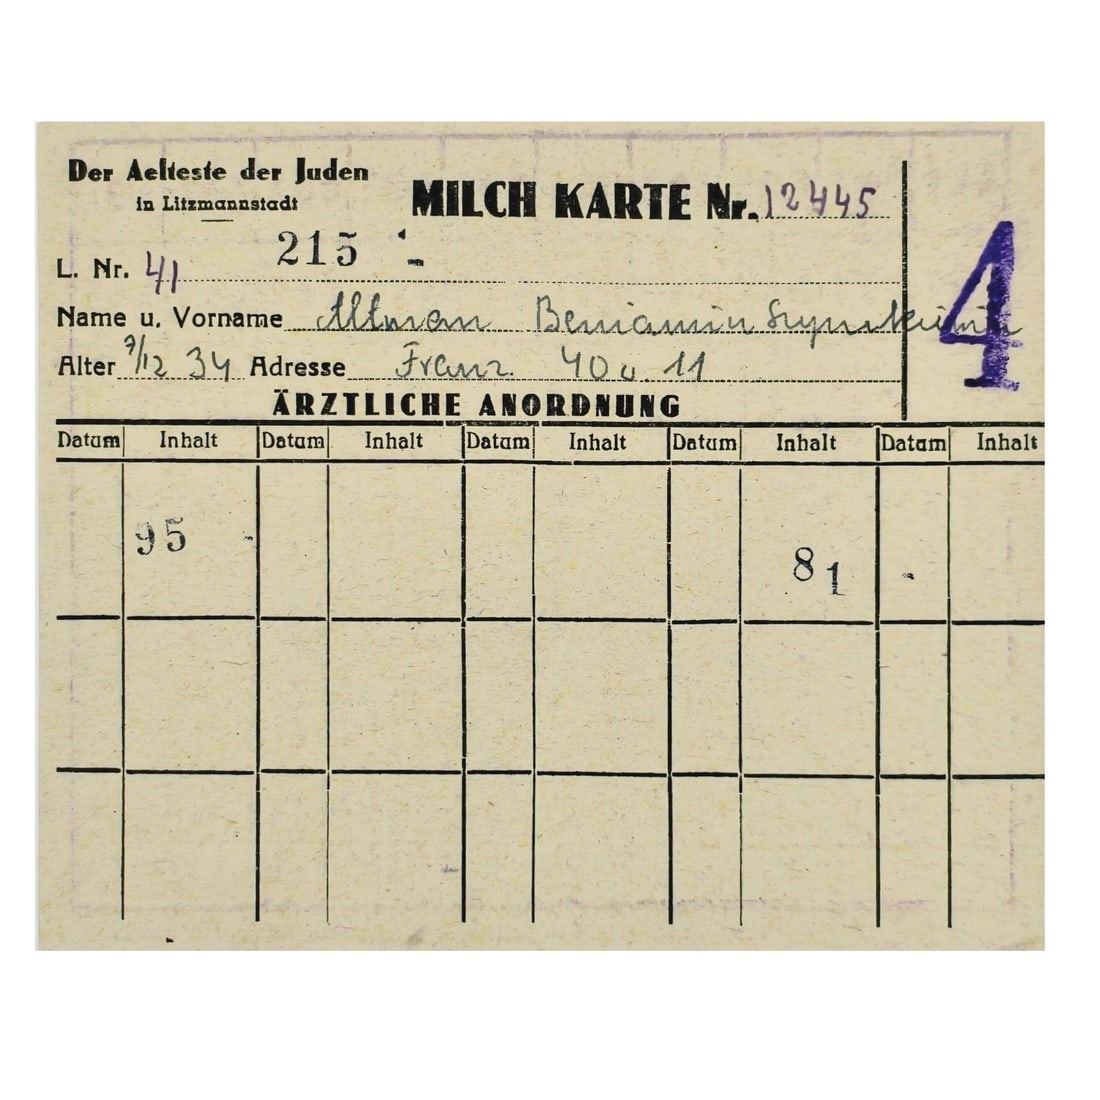 Der Aelteste der Juden
in Litzmannstadt
MILCH KARTE Nr. 12445
4
215
L. Nr. 41
Name u. Vorname Altman Beniamin
Alter 7/12 34 Adresse Franz. 40 u. 11
ÄRZTLICHE ANORDNUNG
Datum Inhalt Datum Inhalt Datum Inhalt Datum Inhalt Datum Inhalt
95
81